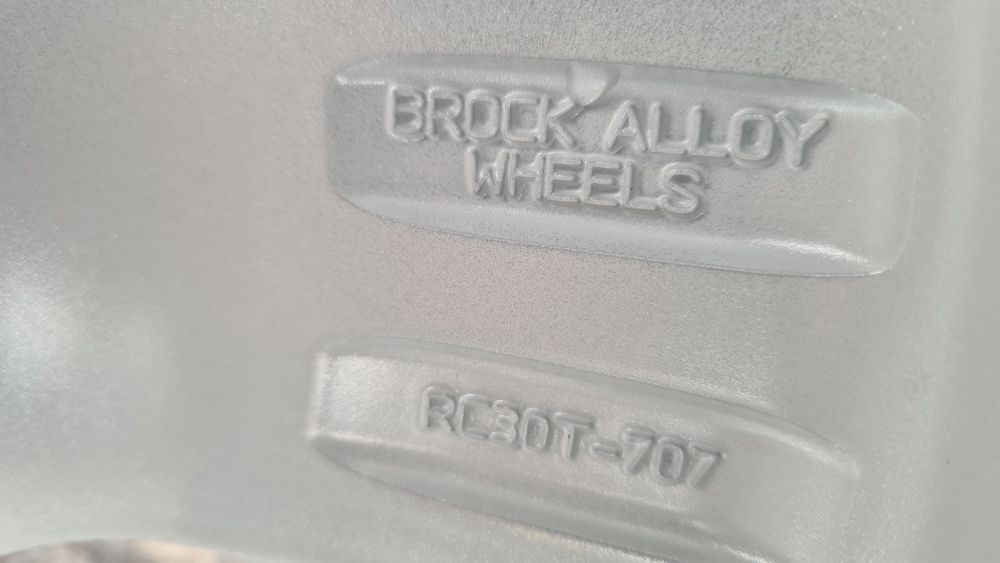 BROCK ALLOY
WHEELS
RC30T-707